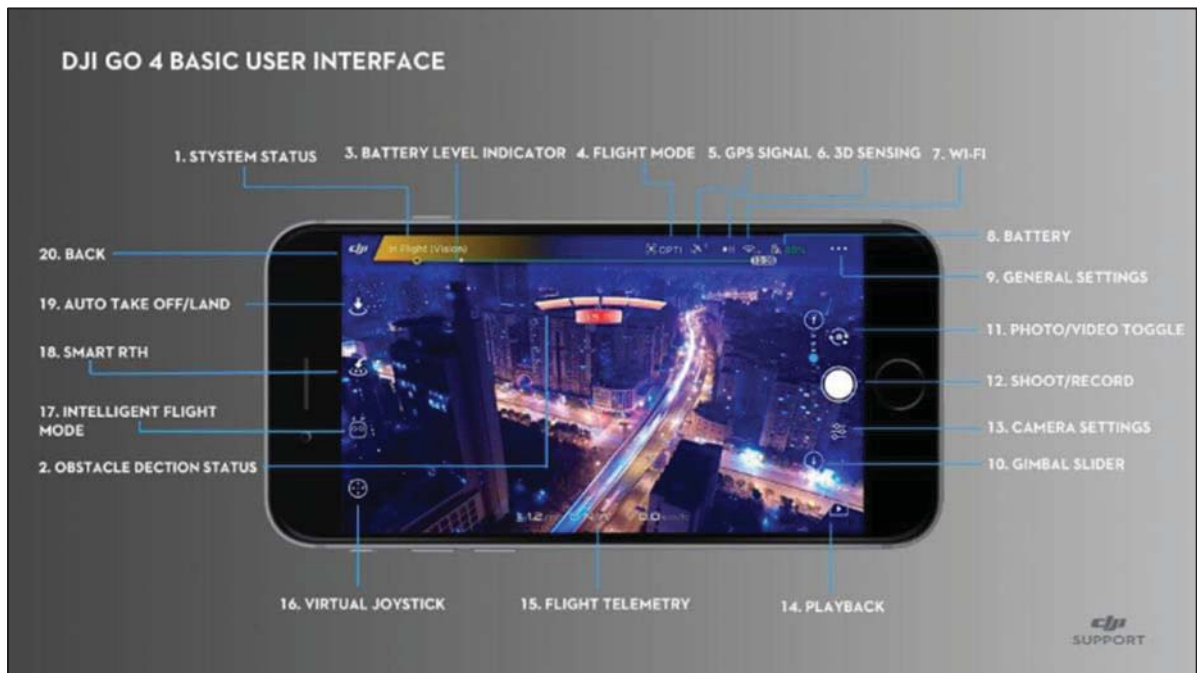 DJI GO 4 BASIC USER INTERFACE
1. STYSTEM STATUS
3. BATTERY LEVEL INDICATOR
4. FLIGHT MODE
5. GPS SIGNAL
6. 3D SENSING
7. WI-FI
20. BACK
dji
In Flight (Vision)
OPTI
8. BATTERY
9. GENERAL SETTINGS
19. AUTO TAKE OFF/LAND
11. PHOTO/VIDEO TOGGLE
18. SMART RTH
12. SHOOT/RECORD
17. INTELLIGENT FLIGHT
MODE
13. CAMERA SETTINGS
2. OBSTACLE DECTION STATUS
10. GIMBAL SLIDER
16. VIRTUAL JOYSTICK
15. FLIGHT TELEMETRY
14. PLAYBACK
dji
SUPPORT